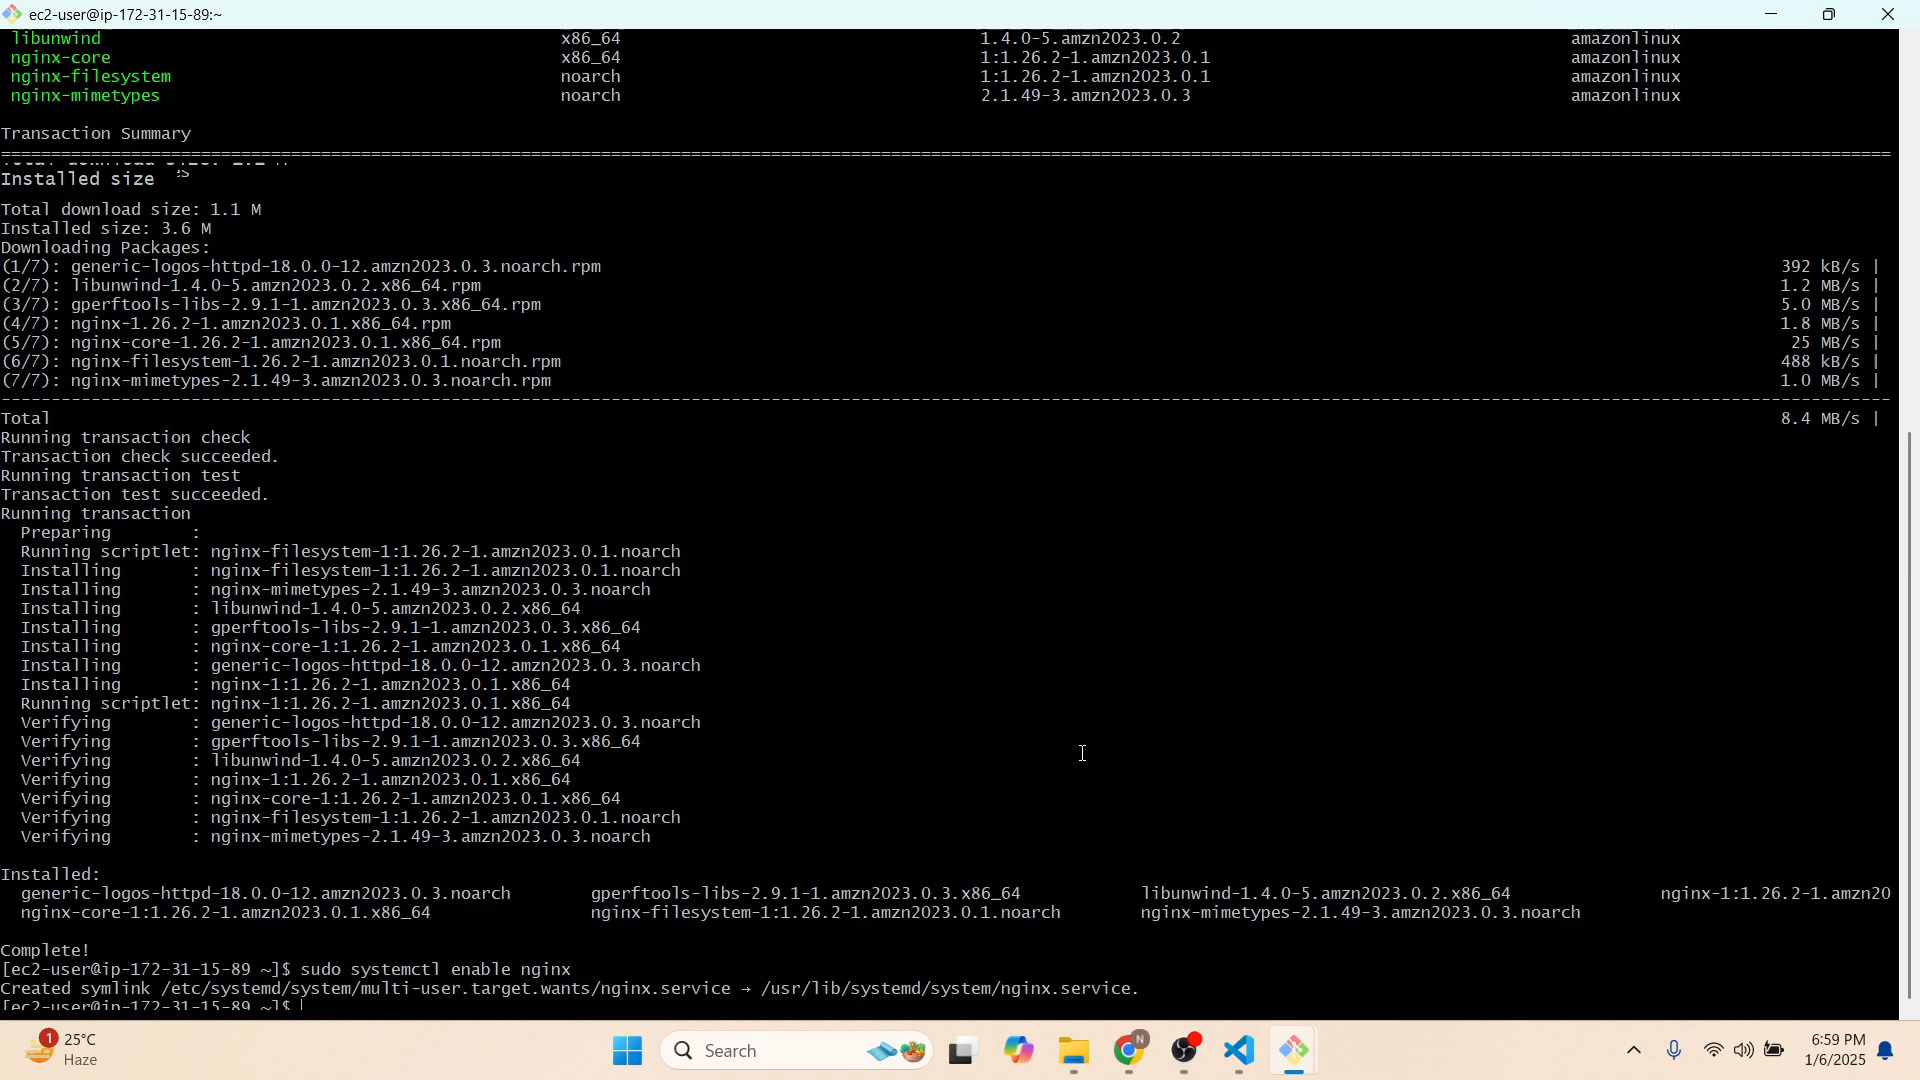 ec2-user@ip-172-31-15-89:~
libunwind x86_64 1.4.0-5.amzn2023.0.2 amazonlinux
nginx-core x86_64 1:1.26.2-1.amzn2023.0.1 amazonlinux
nginx-filesystem noarch 1:1.26.2-1.amzn2023.0.1 amazonlinux
nginx-mimetypes noarch 2.1.49-3.amzn2023.0.3 amazonlinux
Transaction Summary
Installed size
Total download size: 1.1 M
Installed size: 3.6 M
Downloading Packages:
(1/7): generic-logos-httpd-18.0.0-12.amzn2023.0.3.noarch.rpm 392 kB/s |
(2/7): libunwind-1.4.0-5.amzn2023.0.2.x86_64.rpm 1.2 MB/s |
(3/7): gperftools-libs-2.9.1-1.amzn2023.0.3.x86_64.rpm 5.0 MB/s |
(4/7): nginx-1.26.2-1.amzn2023.0.1.x86_64.rpm 1.8 MB/s |
(5/7): nginx-core-1.26.2-1.amzn2023.0.1.x86_64.rpm 25 MB/s |
(6/7): nginx-filesystem-1.26.2-1.amzn2023.0.1.noarch.rpm 488 kB/s |
(7/7): nginx-mimetypes-2.1.49-3.amzn2023.0.3.noarch.rpm 1.0 MB/s |
Total 8.4 MB/s |
Running transaction check
Transaction check succeeded.
Running transaction test
Transaction test succeeded.
Running transaction
Preparing :
Running scriptlet: nginx-filesystem-1:1.26.2-1.amzn2023.0.1.noarch
Installing : nginx-filesystem-1:1.26.2-1.amzn2023.0.1.noarch
Installing : nginx-mimetypes-2.1.49-3.amzn2023.0.3.noarch
Installing : libunwind-1.4.0-5.amzn2023.0.2.x86_64
Installing : gperftools-libs-2.9.1-1.amzn2023.0.3.x86_64
Installing : nginx-core-1:1.26.2-1.amzn2023.0.1.x86_64
Installing : generic-logos-httpd-18.0.0-12.amzn2023.0.3.noarch
Installing : nginx-1:1.26.2-1.amzn2023.0.1.x86_64
Running scriptlet: nginx-1:1.26.2-1.amzn2023.0.1.x86_64
Verifying : generic-logos-httpd-18.0.0-12.amzn2023.0.3.noarch
Verifying : gperftools-libs-2.9.1-1.amzn2023.0.3.x86_64
Verifying : libunwind-1.4.0-5.amzn2023.0.2.x86_64
Verifying : nginx-1:1.26.2-1.amzn2023.0.1.x86_64
Verifying : nginx-core-1:1.26.2-1.amzn2023.0.1.x86_64
Verifying : nginx-filesystem-1:1.26.2-1.amzn2023.0.1.noarch
Verifying : nginx-mimetypes-2.1.49-3.amzn2023.0.3.noarch
Installed:
generic-logos-httpd-18.0.0-12.amzn2023.0.3.noarch gperftools-libs-2.9.1-1.amzn2023.0.3.x86_64 libunwind-1.4.0-5.amzn2023.0.2.x86_64 nginx-1:1.26.2-1.amzn20
nginx-core-1:1.26.2-1.amzn2023.0.1.x86_64 nginx-filesystem-1:1.26.2-1.amzn2023.0.1.noarch nginx-mimetypes-2.1.49-3.amzn2023.0.3.noarch
Complete!
[ec2-user@ip-172-31-15-89 ~]$ sudo systemctl enable nginx
Created symlink /etc/systemd/system/multi-user.target.wants/nginx.service → /usr/lib/systemd/system/nginx.service.
[ec2-user@ip-172-31-15-89 ~]$
1
25°C
Haze
Search
N
6:59 PM
1/6/2025